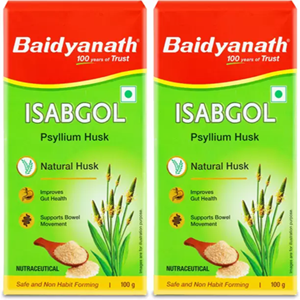 Baidyanath
100 years of Trust
ISABGOL
Psyllium Husk
Natural Husk
Improves
Gut Health
Supports Bowel
Movement
NUTRACEUTICAL
100 g
Safe and Non Habit Forming
Baidyanath
100 years of Trust
ISABGOL
Psyllium Husk
Natural Husk
Improves
Gut Health
Supports Bowel
Movement
NUTRACEUTICAL
100 g
Safe and Non Habit Forming